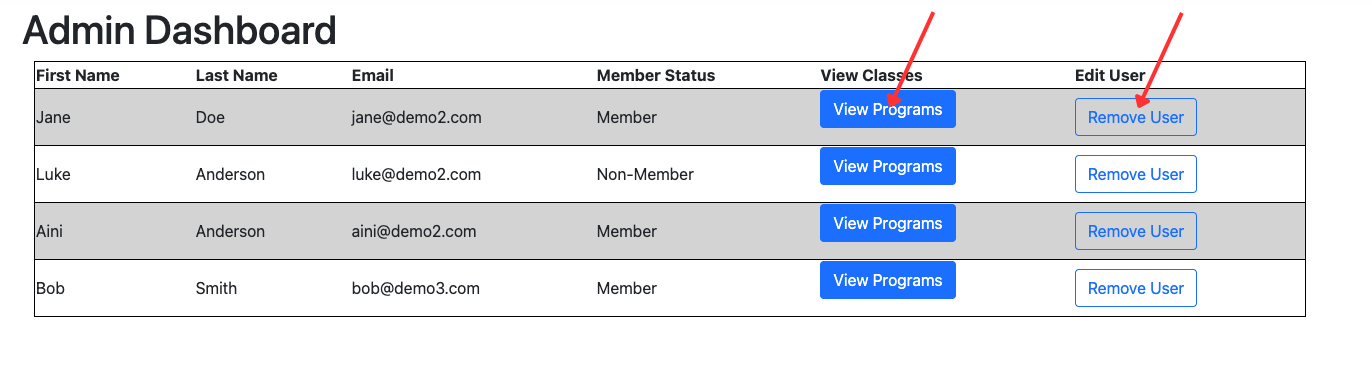 Admin Dashboard
First Name Last Name Email Member Status View Classes Edit User
Jane Doe jane@demo2.com Member View Programs Remove User
Luke Anderson luke@demo2.com Non-Member View Programs Remove User
Aini Anderson aini@demo2.com Member View Programs Remove User
Bob Smith bob@demo3.com Member View Programs Remove User